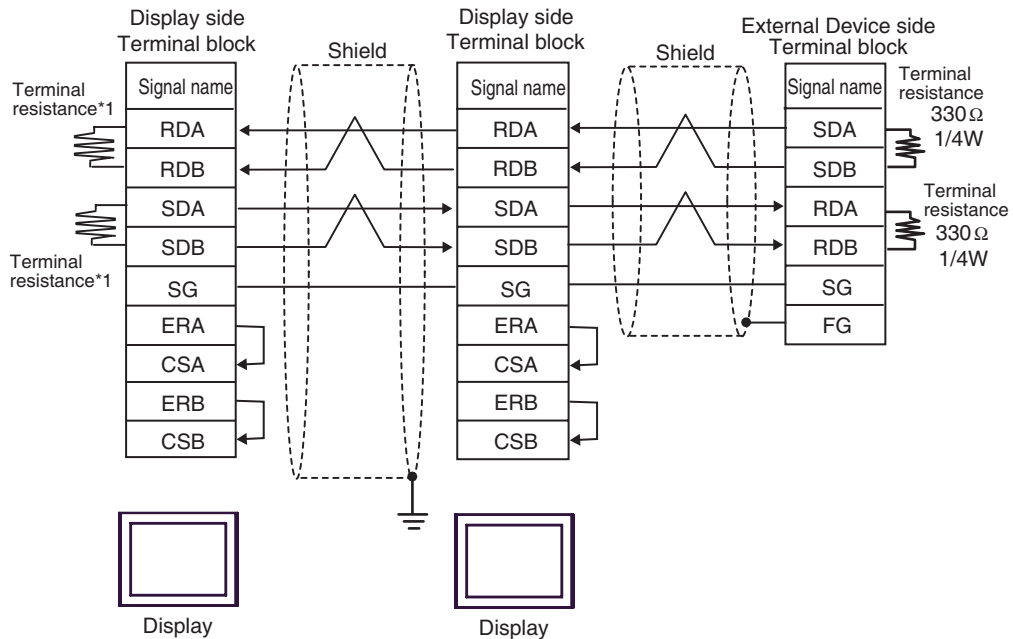 Display side
Terminal block
Shield
Display side
Terminal block
Shield
External Device side
Terminal block
Terminal
resistance*1
Terminal
resistance*1
Signal name
RDA
RDB
SDA
SDB
SG
ERA
CSA
ERB
CSB
Signal name
RDA
RDB
SDA
SDB
SG
ERA
CSA
ERB
CSB
Signal name
SDA
SDB
RDA
RDB
SG
FG
Terminal
resistance
330Ω
1/4W
Terminal
resistance
330Ω
1/4W
Display
Display